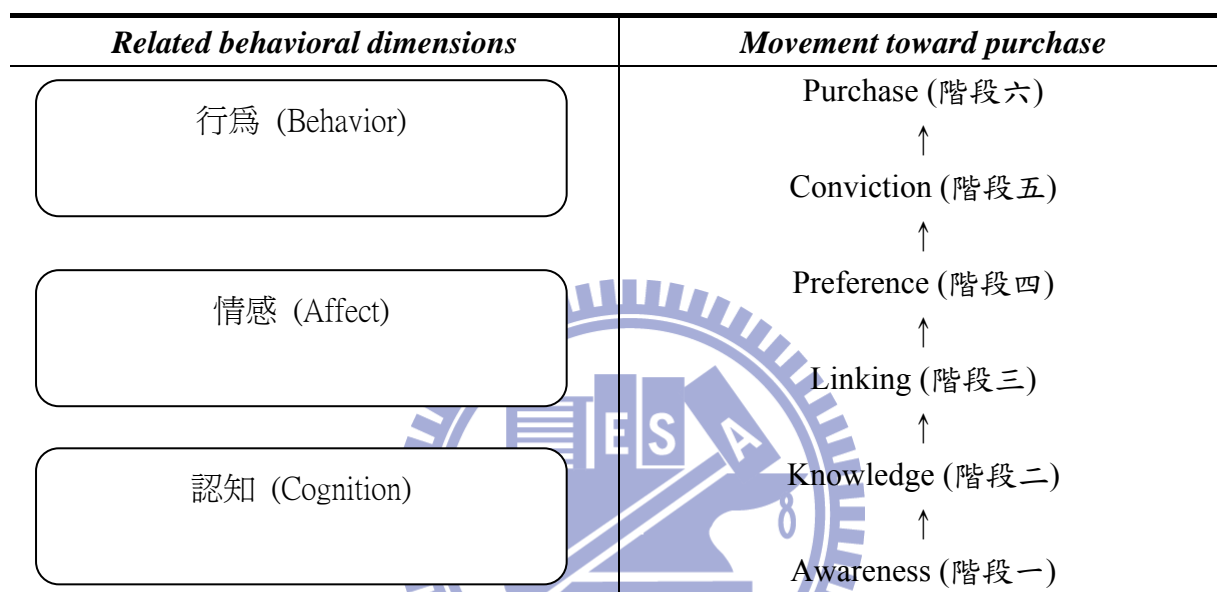 Related behavioral dimensions
Movement toward purchase
行為 (Behavior)
情感 (Affect)
認知 (Cognition)
Purchase (階段六)
↑
Conviction (階段五)
↑
Preference (階段四)
↑
Linking (階段三)
↑
Knowledge (階段二)
↑
Awareness (階段一)
E S A
8